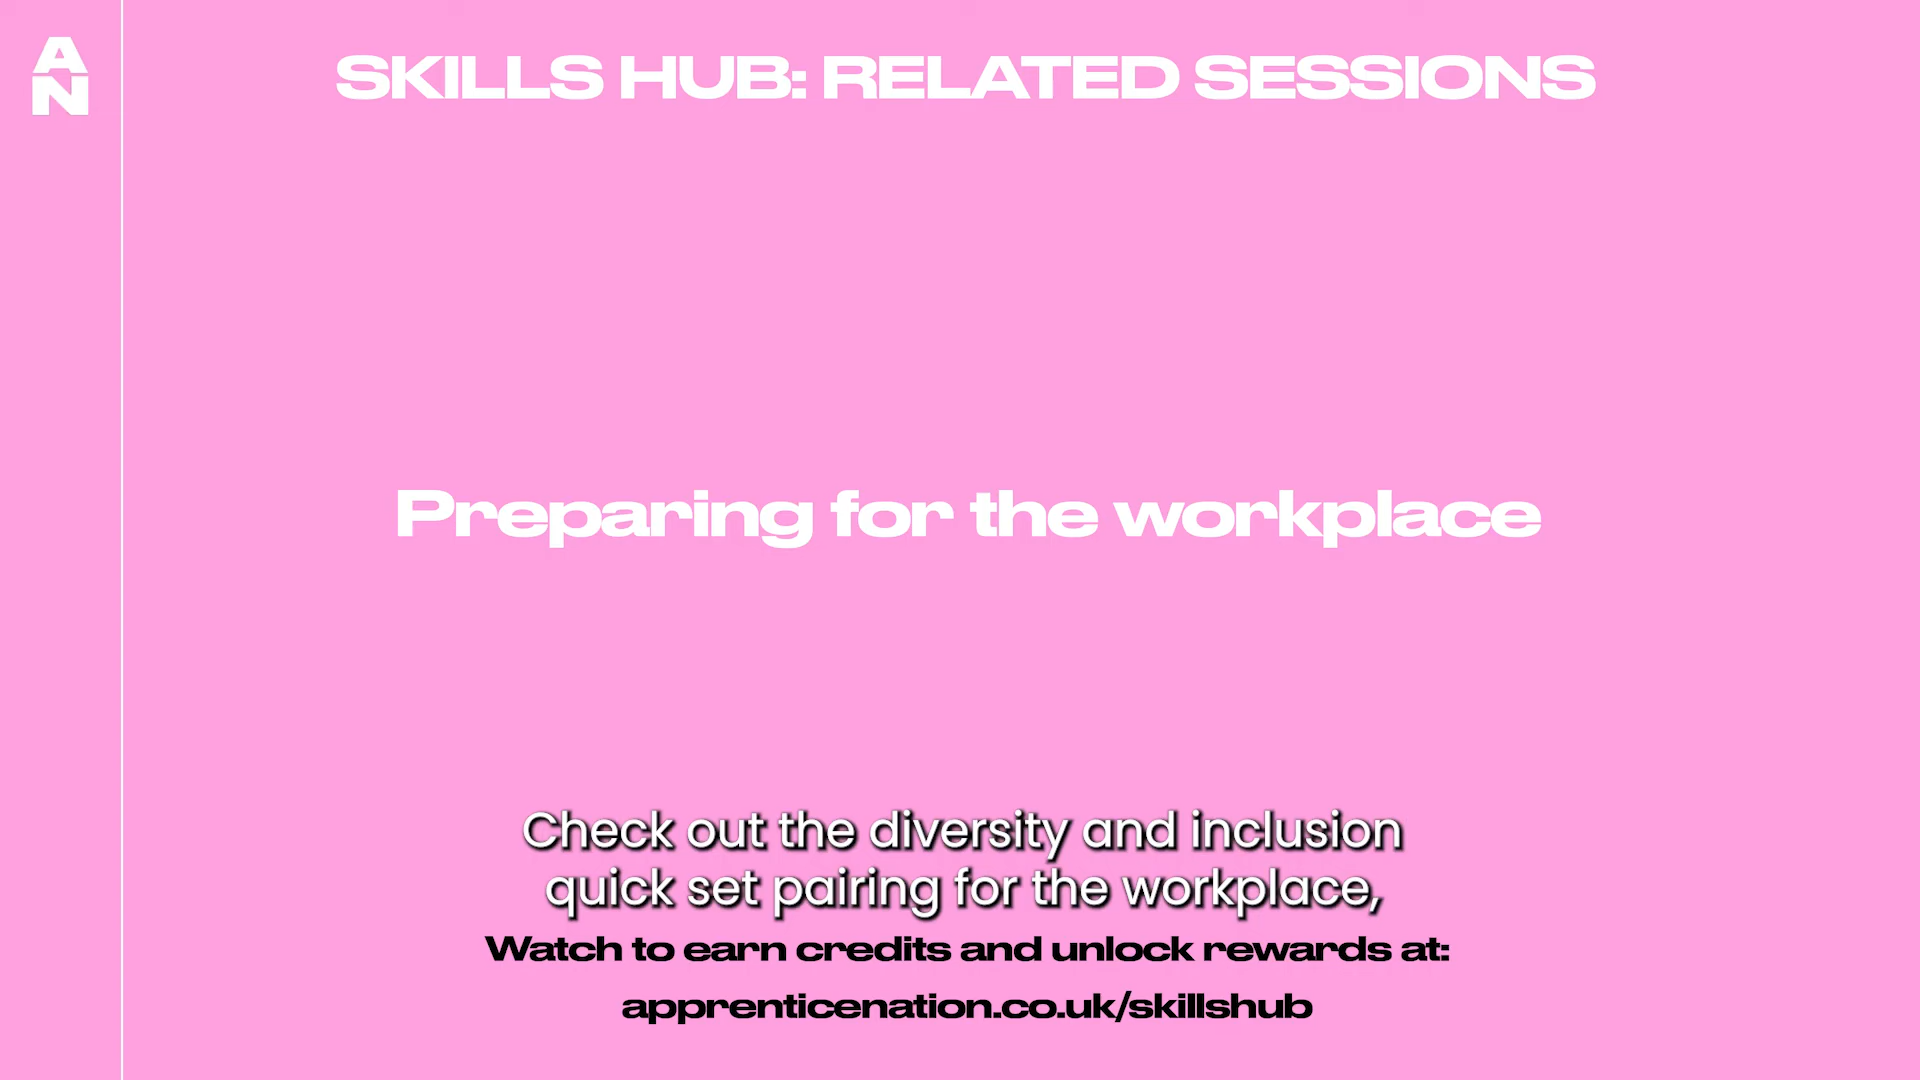 A
N
SKILLS HUB: RELATED SESSIONS
Preparing for the workplace
Check out the diversity and inclusion
quick set pairing for the workplace,
Watch to earn credits and unlock rewards at:
apprenticenation.co.uk/skillshub